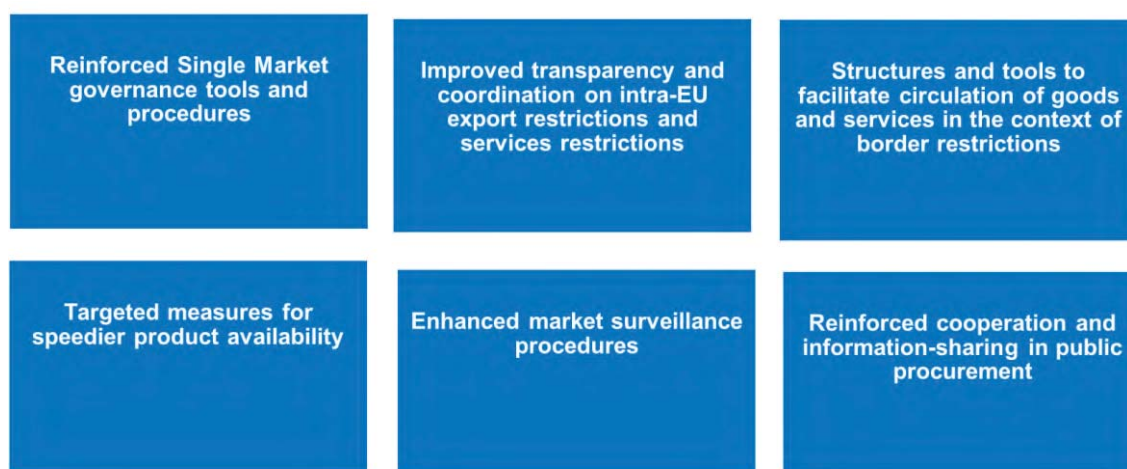 Reinforced Single Market
governance tools and
procedures
Improved transparency and
coordination on intra-EU
export restrictions and
services restrictions
Structures and tools to
facilitate circulation of goods
and services in the context of
border restrictions
Targeted measures for
speedier product availability
Enhanced market surveillance
procedures
Reinforced cooperation and
information-sharing in public
procurement